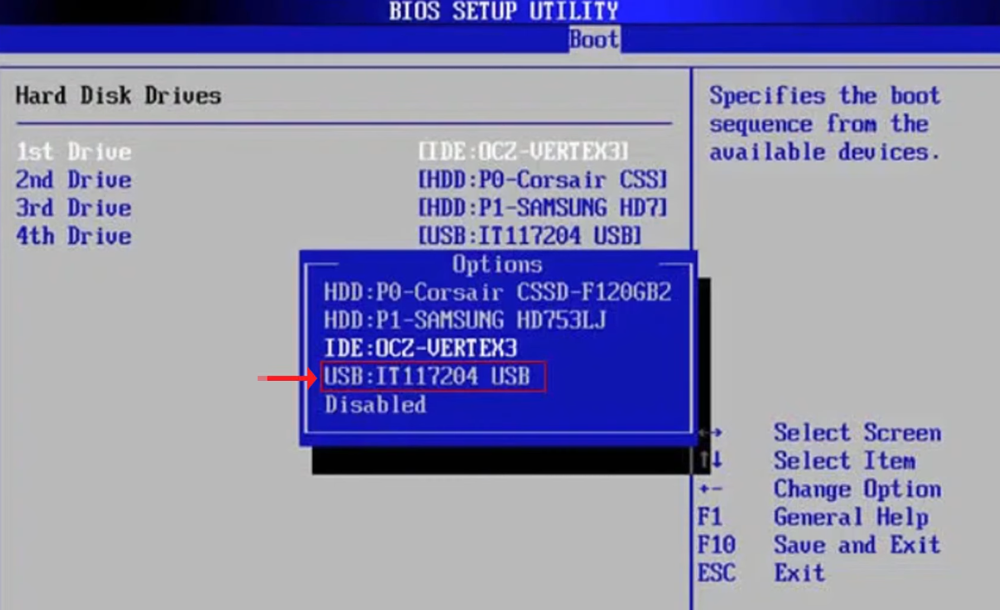 BIOS SETUP UTILITY
Boot
Hard Disk Drives
1st Drive [IDE:OCZ-VERTEX3]
2nd Drive [HDD:P0-Corsair CSS]
3rd Drive [HDD:P1-SAMSUNG HD7]
4th Drive [USB:IT117204 USB]
Options
HDD:P0-Corsair CSSD-F120GB2
HDD:P1-SAMSUNG HD753LJ
IDE:OCZ-VERTEX3
USB:IT117204 USB
Disabled
Specifies the boot
sequence from the
available devices.
↔ Select Screen
↑↓ Select Item
+- Change Option
F1 General Help
F10 Save and Exit
ESC Exit